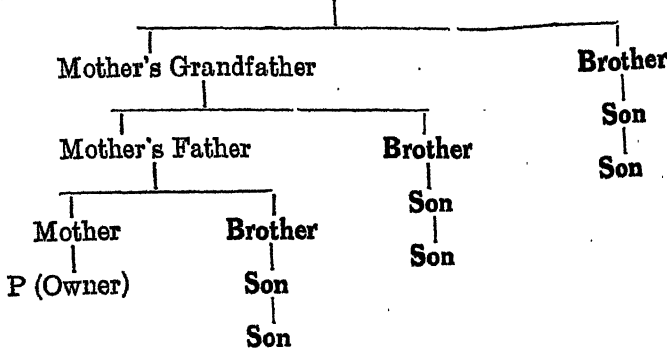 Mother's Grandfather Brother
Son
Mother's Father Brother Son
Son
Mother Brother Son
P (Owner) Son
Son